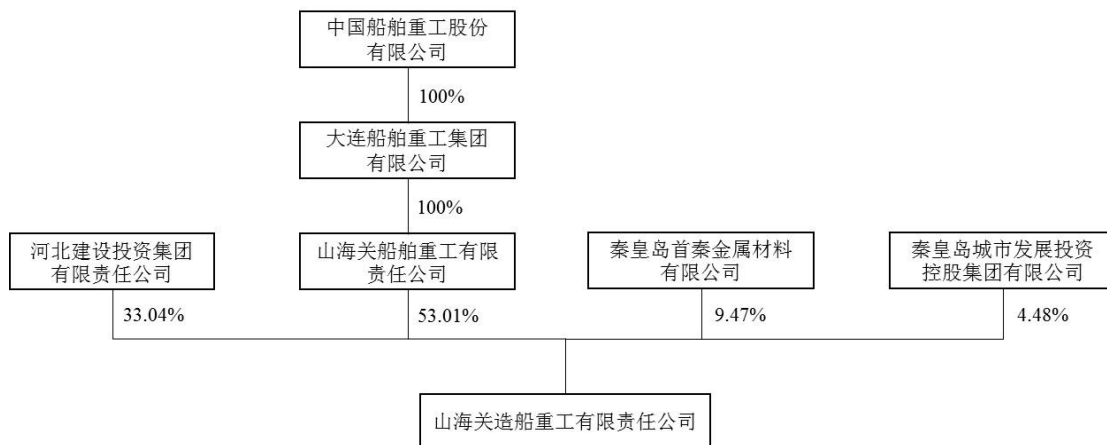 中国船舶重工股份
有限公司
100%
大连船舶重工集团
有限公司
100%
河北建设投资集团
有限责任公司
山海关船舶重工有限
责任公司
秦皇岛首秦金属材料
有限公司
秦皇岛城市发展投资
控股集团有限公司
33.04%
53.01%
9.47%
4.48%
山海关造船重工有限责任公司